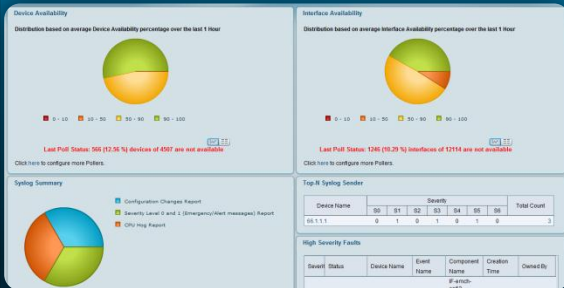 Device Availability
Distribution based on average Device Availability percentage over the last 1 Hour
0 - 10
10 - 50
50 - 90
90 - 100
Last Poll Status: 566 (12.56 %) devices of 4507 are not available
Click here to configure more Pollers.
Interface Availability
Distribution based on average Interface Availability percentage over the last 1 Hour
0 - 10
10 - 50
50 - 90
90 - 100
Last Poll Status: 1246 (10.29 %) interfaces of 12114 are not available
Click here to configure more Pollers.
Syslog Summary
Configuration Changes Report
Severity Level 0 and 1 (Emergency/Alert messages) Report
CPU Hog Report
Top-N Syslog Sender
Device Name Severity Total Count
S0 S1 S2 S3 S4 S5 S6
66.1.1.1 0 1 0 1 0 1 0 3
High Severity Faults
Severit Status Device Name Event Name Component Name Creation Time Owned By